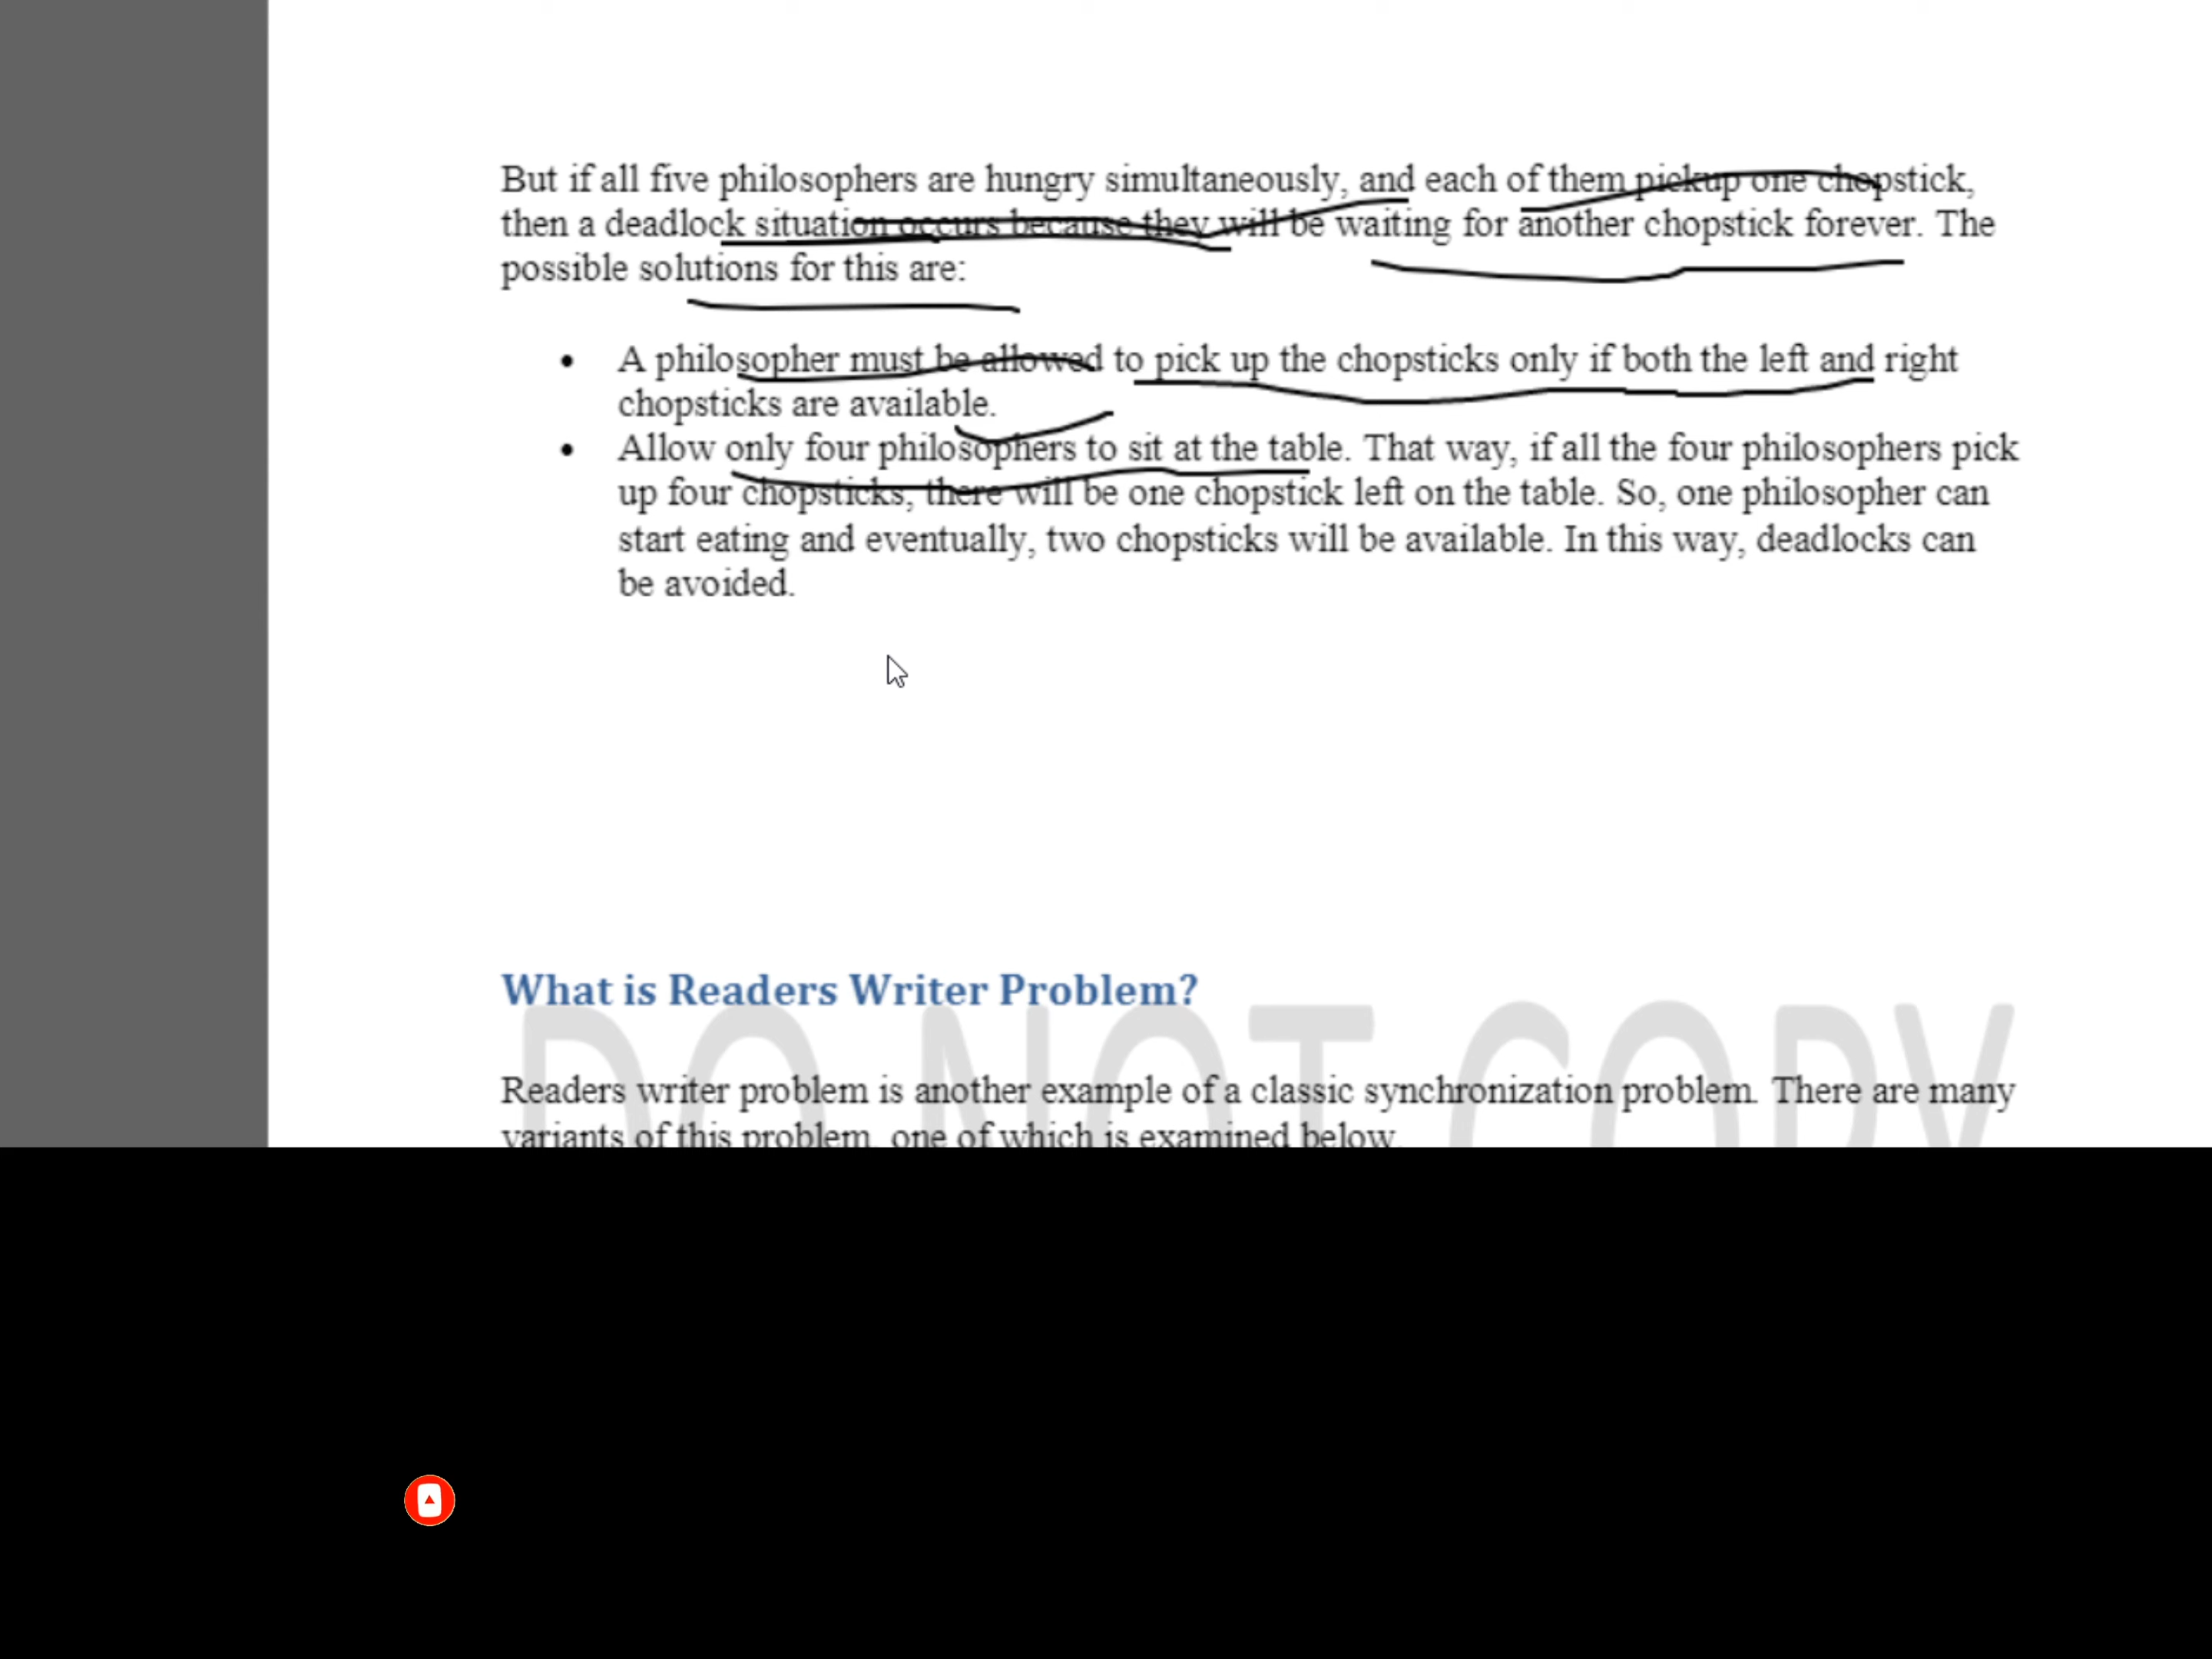 But if all five philosophers are hungry simultaneously, and each of them pickup one chopstick,
then a deadlock situation occurs because they will be waiting for another chopstick forever. The
possible solutions for this are:
• A philosopher must be allowed to pick up the chopsticks only if both the left and right
chopsticks are available.
• Allow only four philosophers to sit at the table. That way, if all the four philosophers pick
up four chopsticks, there will be one chopstick left on the table. So, one philosopher can
start eating and eventually, two chopsticks will be available. In this way, deadlocks can
be avoided.
What is Readers Writer Problem?
DO NOT COPY
Readers writer problem is another example of a classic synchronization problem. There are many
variants of this problem, one of which is examined below.